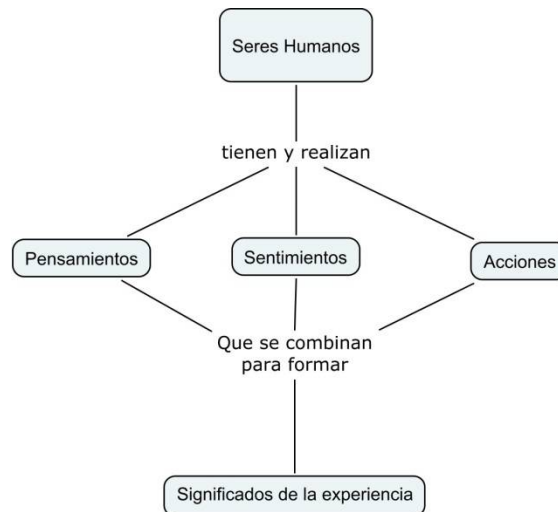 Seres Humanos
tienen y realizan
Pensamientos
Sentimientos
Acciones
Que se combinan
para formar
Significados de la experiencia